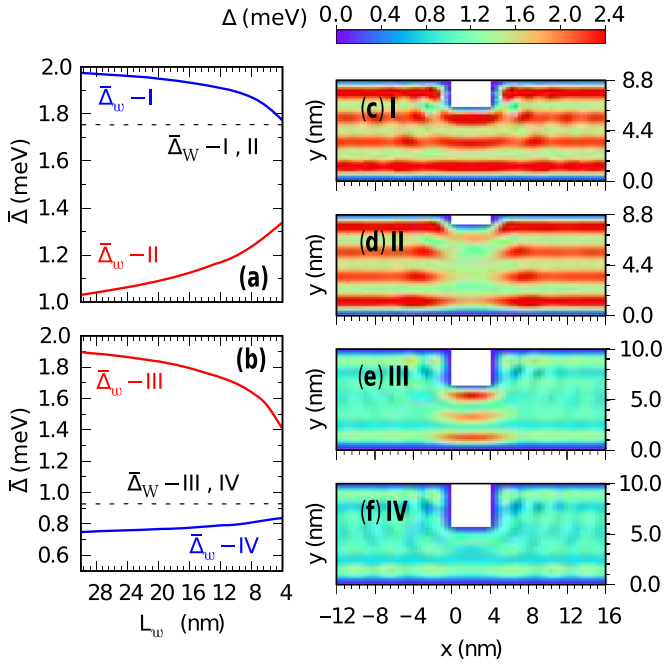 Δ (meV)
0.0 0.4 0.8 1.2 1.6 2.0 2.4
2.0
1.8
1.6
1.4
1.2
1.0
Δ̄ (meV)
Δ̄w – I
Δ̄W – I , II
Δ̄w – II
(a)
2.0
1.8
1.6
1.4
1.2
1.0
0.8
0.6
Δ̄ (meV)
(b)
Δ̄w – III
Δ̄W – III , IV
Δ̄w – IV
28 24 20 16 12 8 4
Lw (nm)
y (nm)
(c) I
8.8
4.4
0.0
y (nm)
(d) II
8.8
4.4
0.0
y (nm)
(e) III
10.0
5.0
0.0
y (nm)
(f) IV
10.0
5.0
0.0
−12 −8 −4 0 4 8 12 16
x (nm)